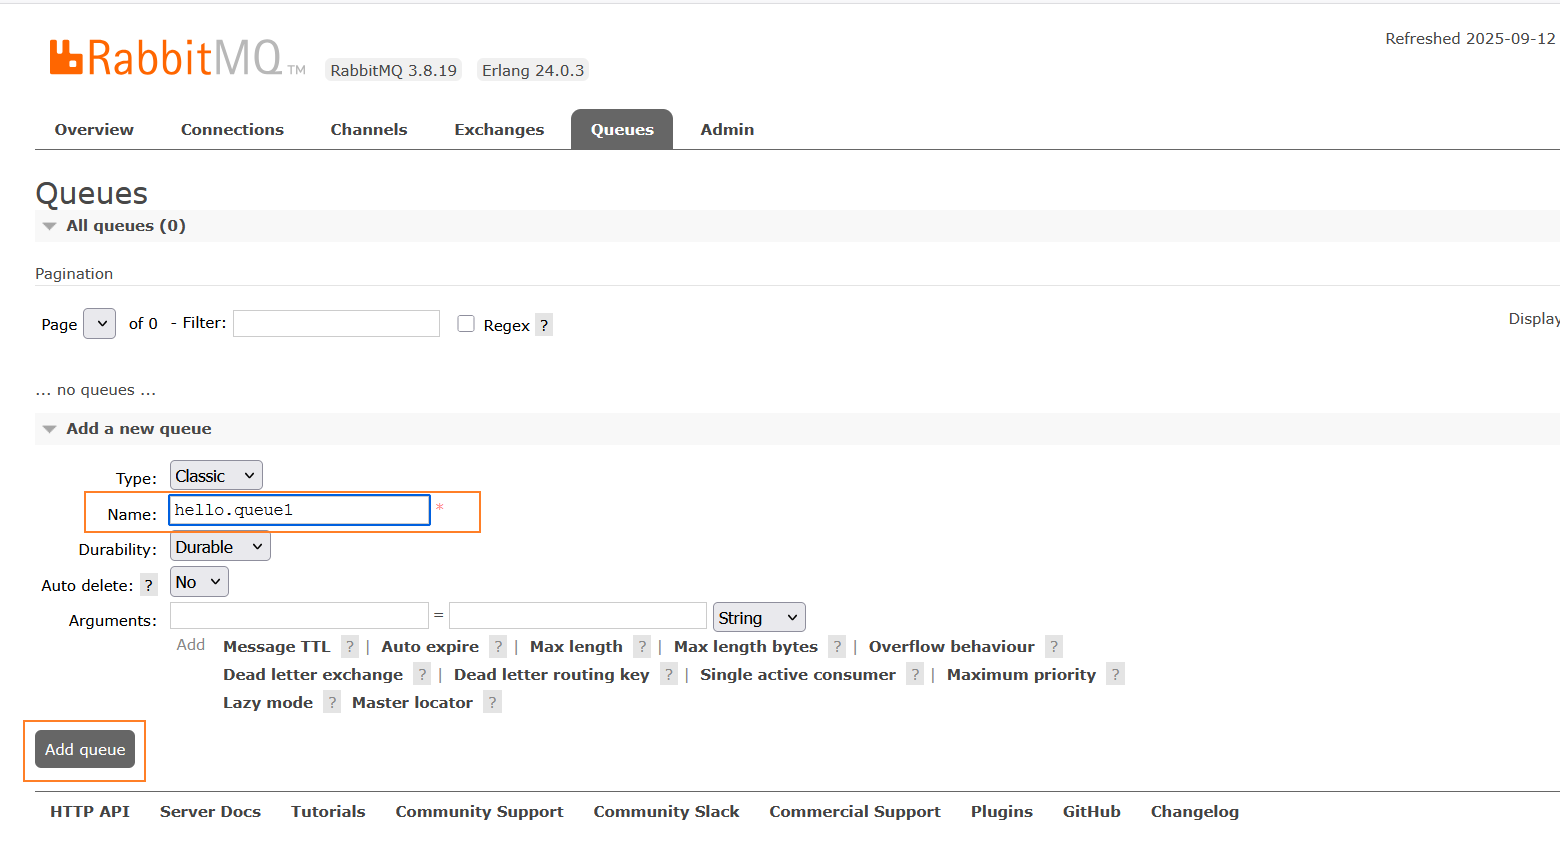 Refreshed 2025-09-12
RabbitMQ TM RabbitMQ 3.8.19 Erlang 24.0.3
Overview Connections Channels Exchanges Queues Admin
Queues
All queues (0)
Pagination
Page of 0 - Filter: Regex ? Display
... no queues ...
Add a new queue
Type: Classic
Name: hello.queue1 *
Durability: Durable
Auto delete: ? No
Arguments: = String
Add Message TTL ? | Auto expire ? | Max length ? | Max length bytes ? | Overflow behaviour ?
Dead letter exchange ? | Dead letter routing key ? | Single active consumer ? | Maximum priority ?
Lazy mode ? Master locator ?
Add queue
HTTP API Server Docs Tutorials Community Support Community Slack Commercial Support Plugins GitHub Changelog